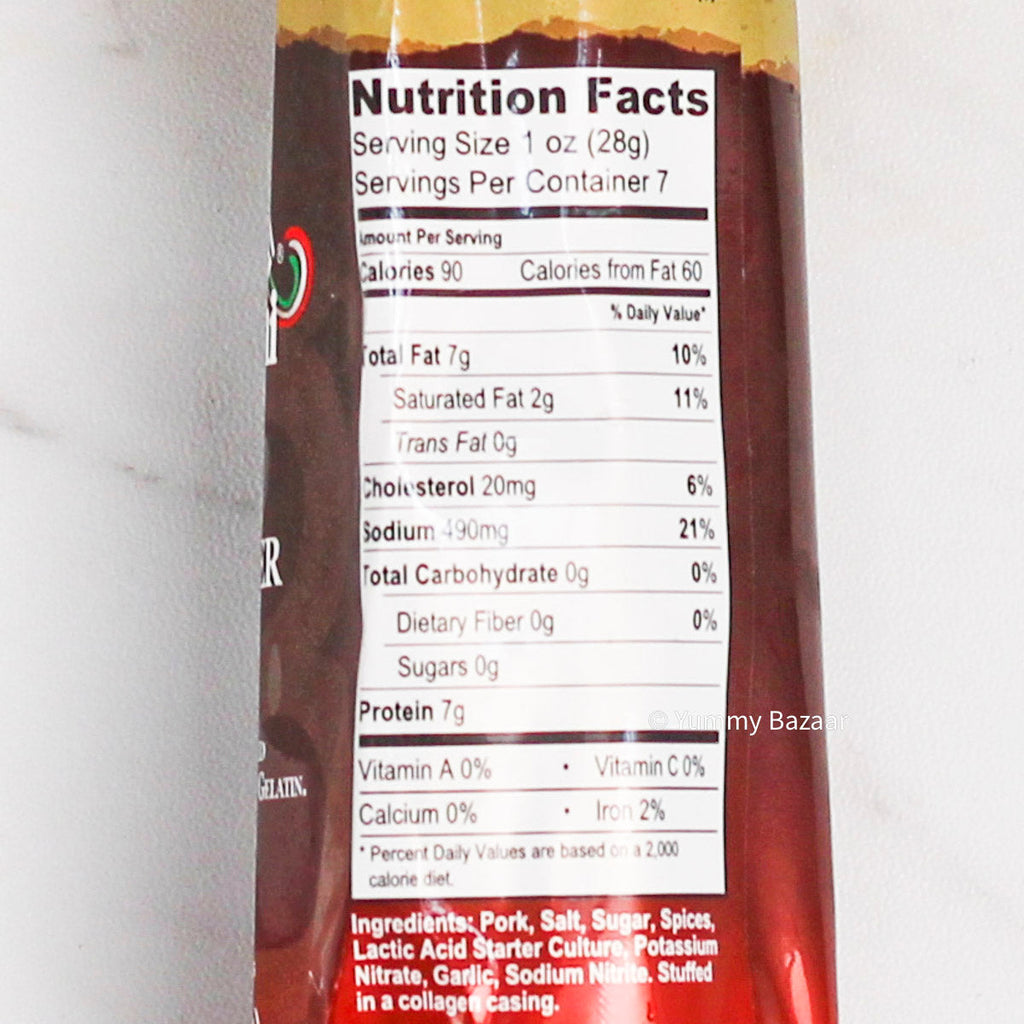 Nutrition Facts
Serving Size 1 oz (28g)
Servings Per Container 7
Amount Per Serving
Calories 90 Calories from Fat 60
% Daily Value*
Total Fat 7g 10%
Saturated Fat 2g 11%
Trans Fat 0g
Cholesterol 20mg 6%
Sodium 490mg 21%
Total Carbohydrate 0g 0%
Dietary Fiber 0g 0%
Sugars 0g
Protein 7g
© Yummy Bazaar
Vitamin A 0% • Vitamin C 0%
Calcium 0% • Iron 2%
* Percent Daily Values are based on a 2,000
calorie diet.
Ingredients: Pork, Salt, Sugar, Spices,
Lactic Acid Starter Culture, Potassium
Nitrate, Garlic, Sodium Nitrite. Stuffed
in a collagen casing.
ER
GELATIN.